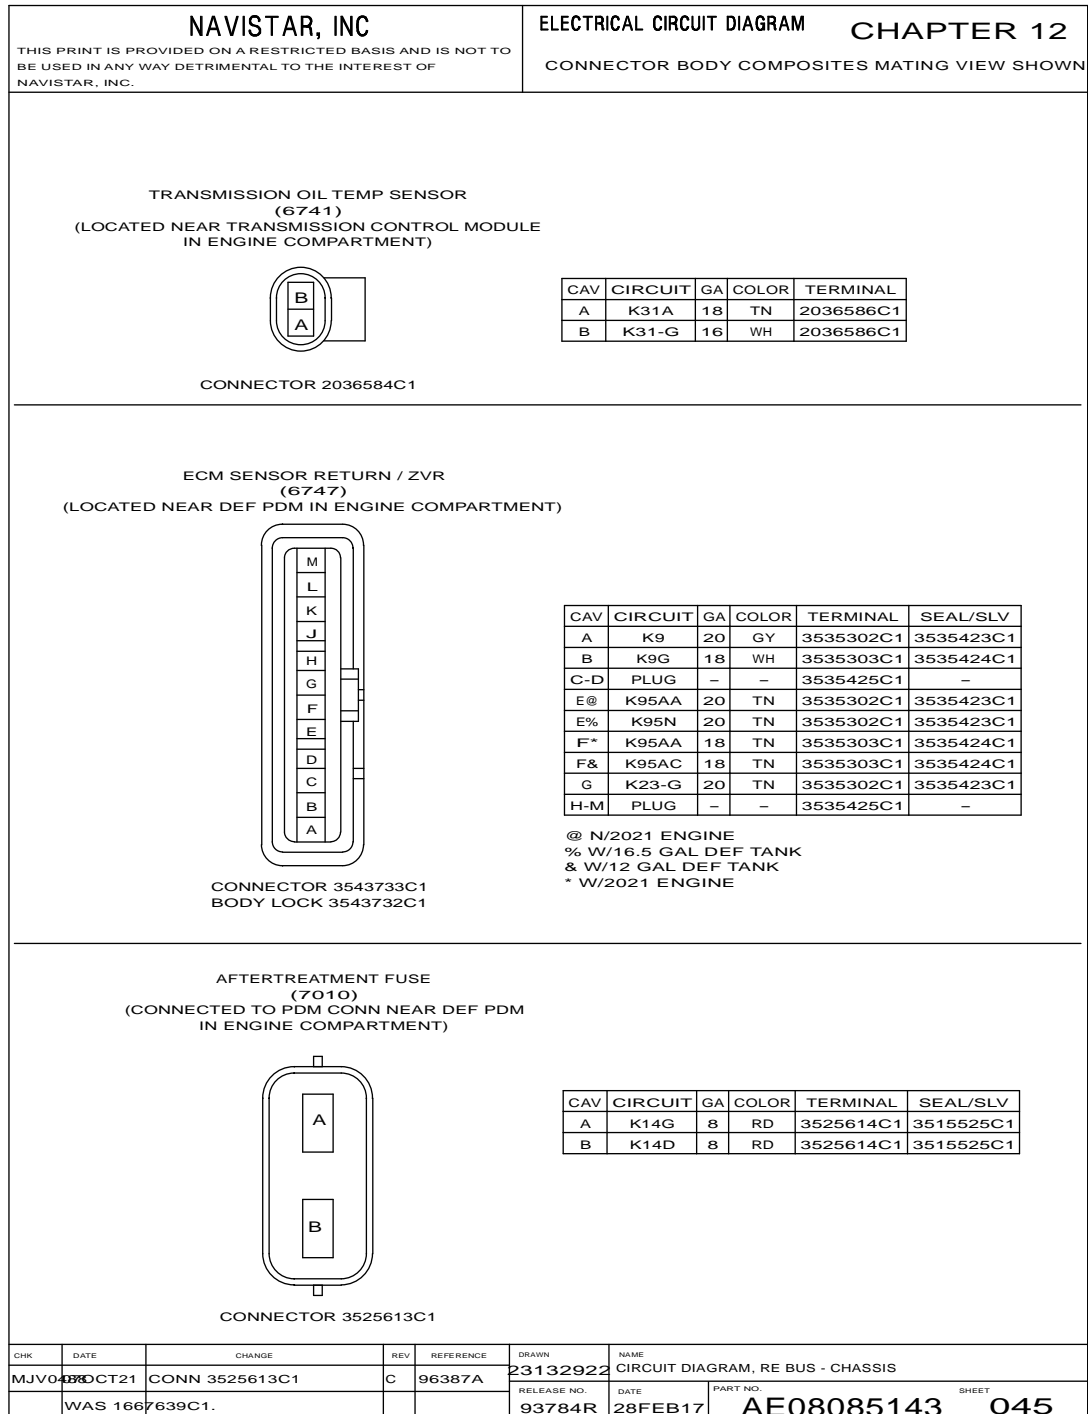 NAVISTAR, INC
THIS PRINT IS PROVIDED ON A RESTRICTED BASIS AND IS NOT TO
BE USED IN ANY WAY DETRIMENTAL TO THE INTEREST OF
NAVISTAR, INC.
ELECTRICAL CIRCUIT DIAGRAM CHAPTER 12
CONNECTOR BODY COMPOSITES MATING VIEW SHOWN
TRANSMISSION OIL TEMP SENSOR
(6741)
(LOCATED NEAR TRANSMISSION CONTROL MODULE
IN ENGINE COMPARTMENT)
B
A
CONNECTOR 2036584C1
CAV CIRCUIT GA COLOR TERMINAL
A K31A 18 TN 2036586C1
B K31-G 16 WH 2036586C1
ECM SENSOR RETURN / ZVR
(6747)
(LOCATED NEAR DEF PDM IN ENGINE COMPARTMENT)
M
L
K
J
H
G
F
E
D
C
B
A
CONNECTOR 3543733C1
BODY LOCK 3543732C1
CAV CIRCUIT GA COLOR TERMINAL SEAL/SLV
A K9 20 GY 3535302C1 3535423C1
B K9G 18 WH 3535303C1 3535424C1
C-D PLUG – – 3535425C1 –
E@ K95AA 20 TN 3535302C1 3535423C1
E% K95N 20 TN 3535302C1 3535423C1
F* K95AA 18 TN 3535303C1 3535424C1
F& K95AC 18 TN 3535303C1 3535424C1
G K23-G 20 TN 3535302C1 3535423C1
H-M PLUG – – 3535425C1 –
@ N/2021 ENGINE
% W/16.5 GAL DEF TANK
& W/12 GAL DEF TANK
* W/2021 ENGINE
AFTERTREATMENT FUSE
(7010)
(CONNECTED TO PDM CONN NEAR DEF PDM
IN ENGINE COMPARTMENT)
A
B
CONNECTOR 3525613C1
CAV CIRCUIT GA COLOR TERMINAL SEAL/SLV
A K14G 8 RD 3525614C1 3515525C1
B K14D 8 RD 3525614C1 3515525C1
CHK DATE CHANGE REV REFERENCE
CONN 3525613C1 C 96387A
WAS 1667639C1.
DRAWN
23132922
NAME
CIRCUIT DIAGRAM, RE BUS - CHASSIS
RELEASE NO.
93784R
DATE
28FEB17
PART NO.
AE08085143
SHEET
045